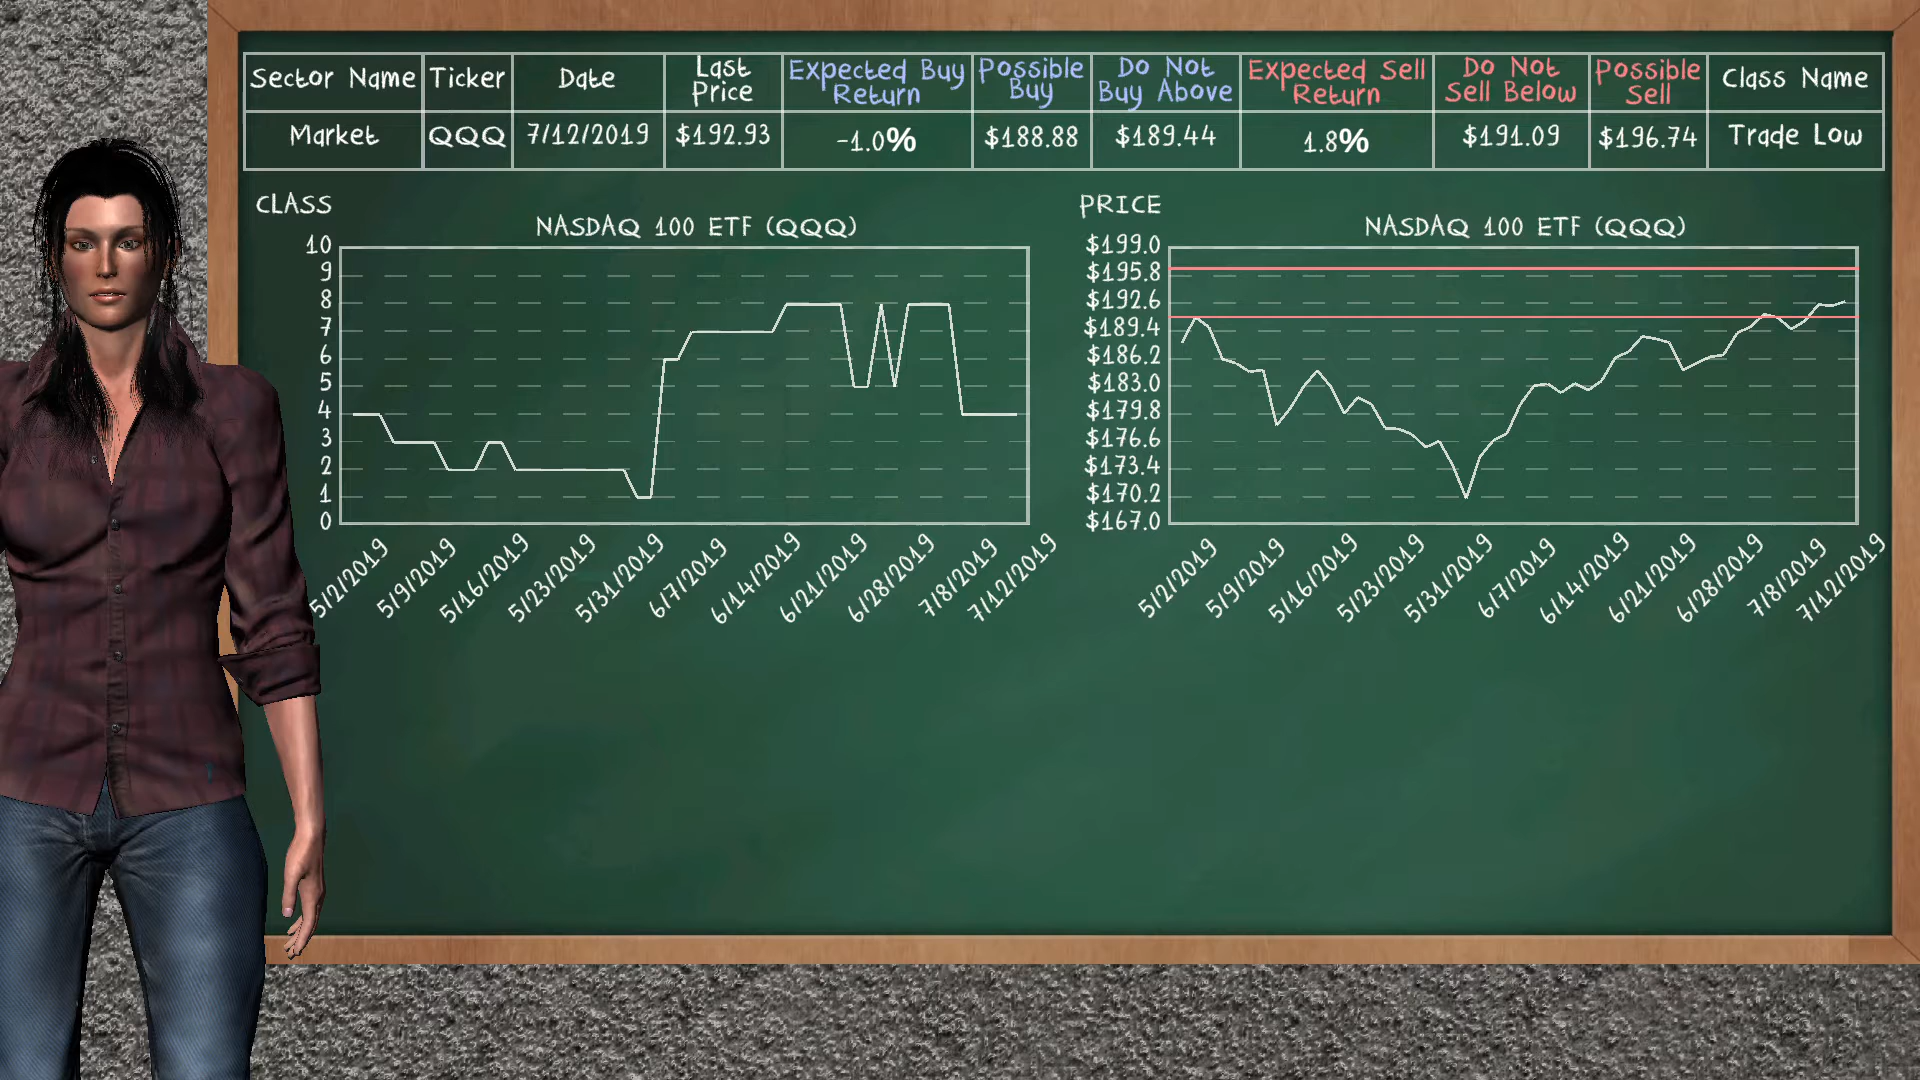 Sector Name Ticker Date Last Price Expected Buy Return Possible Buy Do Not Buy Above Expected Sell Return Do Not Sell Below Possible Sell Class Name
Market QQQ 7/12/2019 $192.93 -1.0% $188.88 $189.44 1.8% $191.09 $196.74 Trade Low
CLASS
NASDAQ 100 ETF (QQQ)
10
9
8
7
6
5
4
3
2
1
0
5/2/2019 5/9/2019 5/16/2019 5/23/2019 5/31/2019 6/7/2019 6/14/2019 6/21/2019 6/28/2019 7/8/2019 7/12/2019
PRICE
NASDAQ 100 ETF (QQQ)
$199.0
$195.8
$192.6
$189.4
$186.2
$183.0
$179.8
$176.6
$173.4
$170.2
$167.0
5/2/2019 5/9/2019 5/16/2019 5/23/2019 5/31/2019 6/7/2019 6/14/2019 6/21/2019 6/28/2019 7/8/2019 7/12/2019